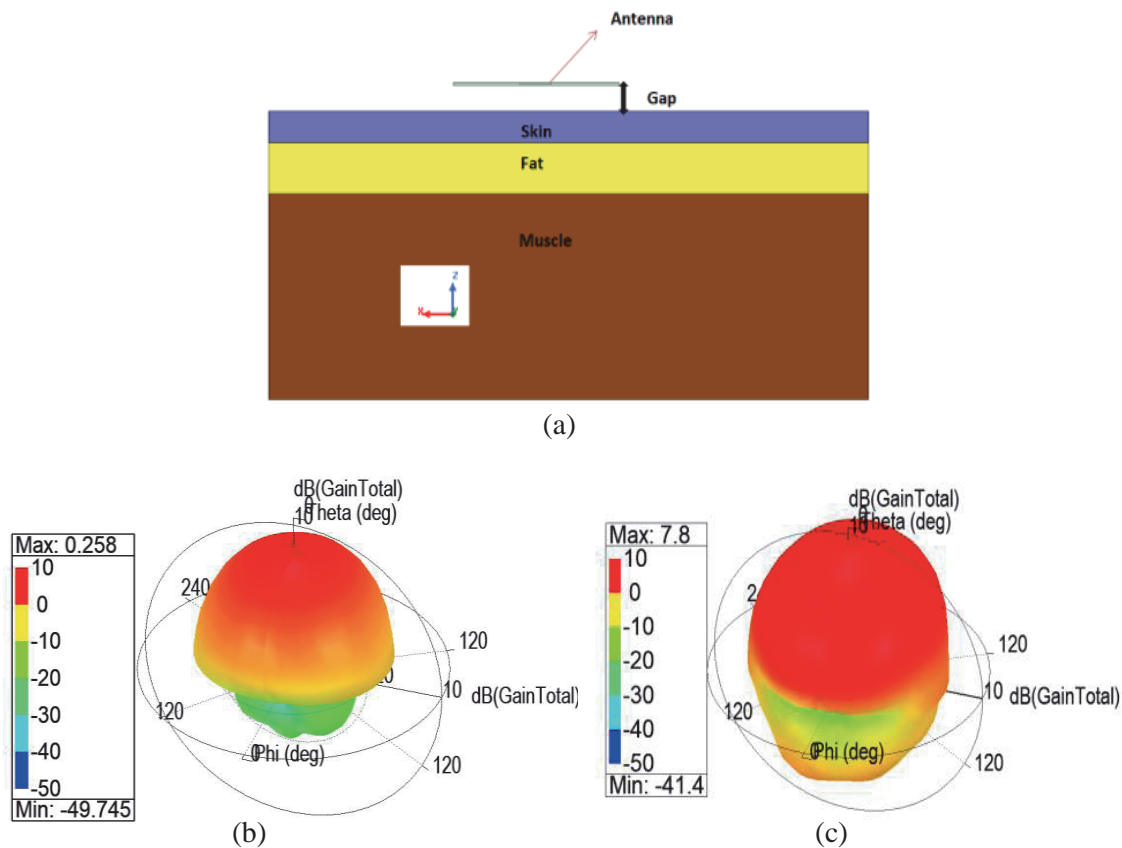 Antenna
Gap
Skin
Fat
Muscle
z
x
y
(a)
dB(GainTotal)
0
Theta (deg)
10
Max: 0.258
10
0
-10
-20
-30
-40
-50
Min: -49.745
240
120
10
dB(GainTotal)
120
0
Phi (deg)
120
(b)
dB(GainTotal)
0
Theta (deg)
10
Max: 7.8
10
0
-10
-20
-30
-40
-50
Min: -41.4
2
120
10
dB(GainTotal)
120
0
Phi (deg)
120
(c)